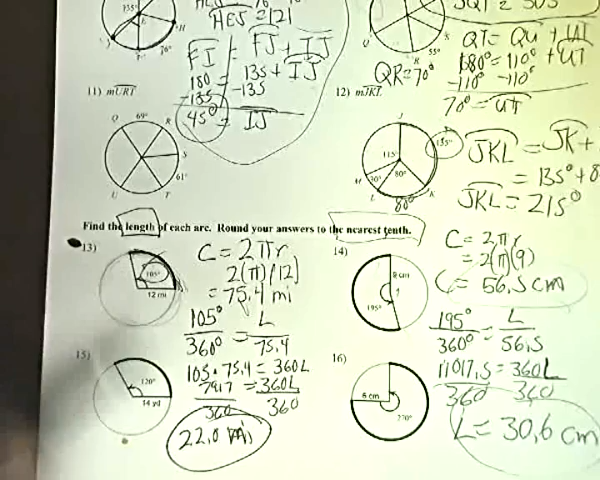 135°
HES = 121
76°
FJ = FJ + IJ
180 = 135 + IJ
-135 -135
45° = IJ
55°
QR = 70°
QT = QU + UT
180° = 110° + UT
-110° -110°
70° = UT
11) mURT
Q 69° R
S
61°
U T
12) mJKL
J
135°
115°
M 30° 80°
L K
80°
JKL = JK +
= 135 + 8
JKL = 215°
Find the length of each arc. Round your answers to the nearest tenth.
13)
105°
12 mi
C = 2πr
2(π)(12)
= 75.4 mi
105° = L
360° 75.4
105 · 75.4 = 360L
7917 = 360L
360 360
22.0 mi
14)
9 cm
195°
C = 2πr
= 2(π)(9)
C = 56.5 cm
195° = L
360° 56.5
11017.5 = 360L
360 360
L = 30.6 cm
15)
120°
14 yd
16)
6 cm
270°